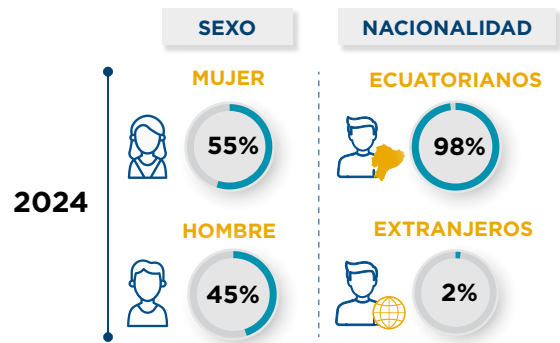 SEXO
NACIONALIDAD
MUJER
ECUATORIANOS
55%
98%
2024
HOMBRE
EXTRANJEROS
45%
2%